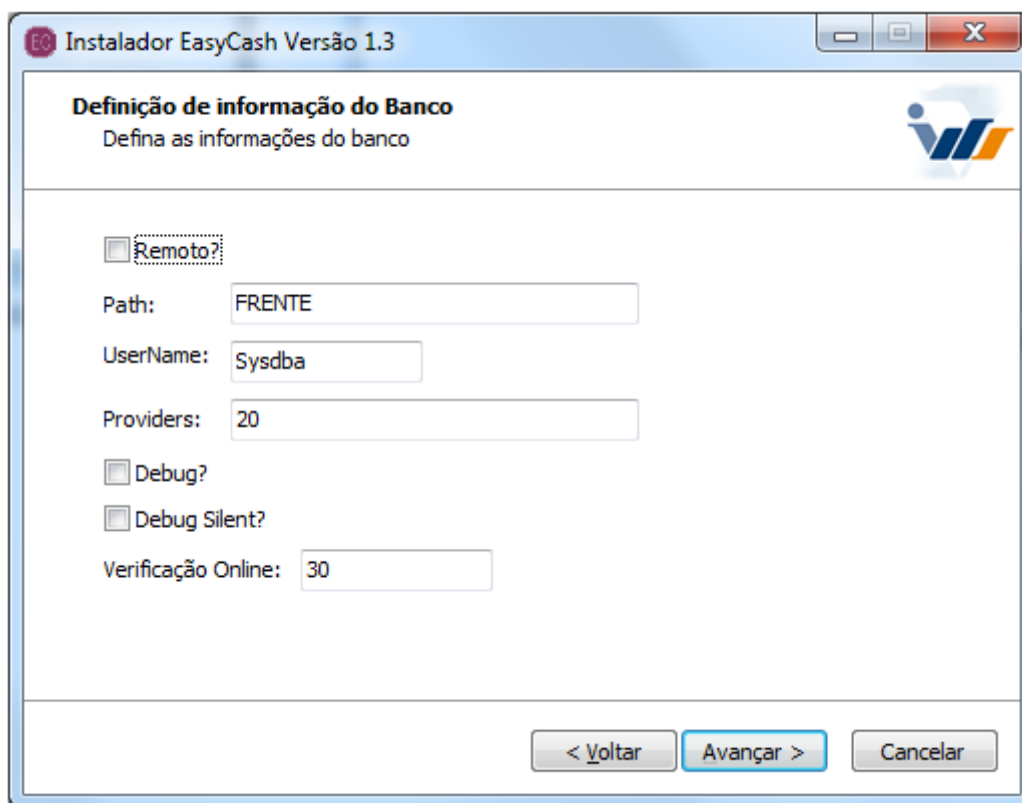 EC Instalador EasyCash Versão 1.3
Definição de informação do Banco
Defina as informações do banco
Remoto?
Path: FRENTE
UserName: Sysdba
Providers: 20
Debug?
Debug Silent?
Verificação Online: 30
< Voltar Avançar > Cancelar